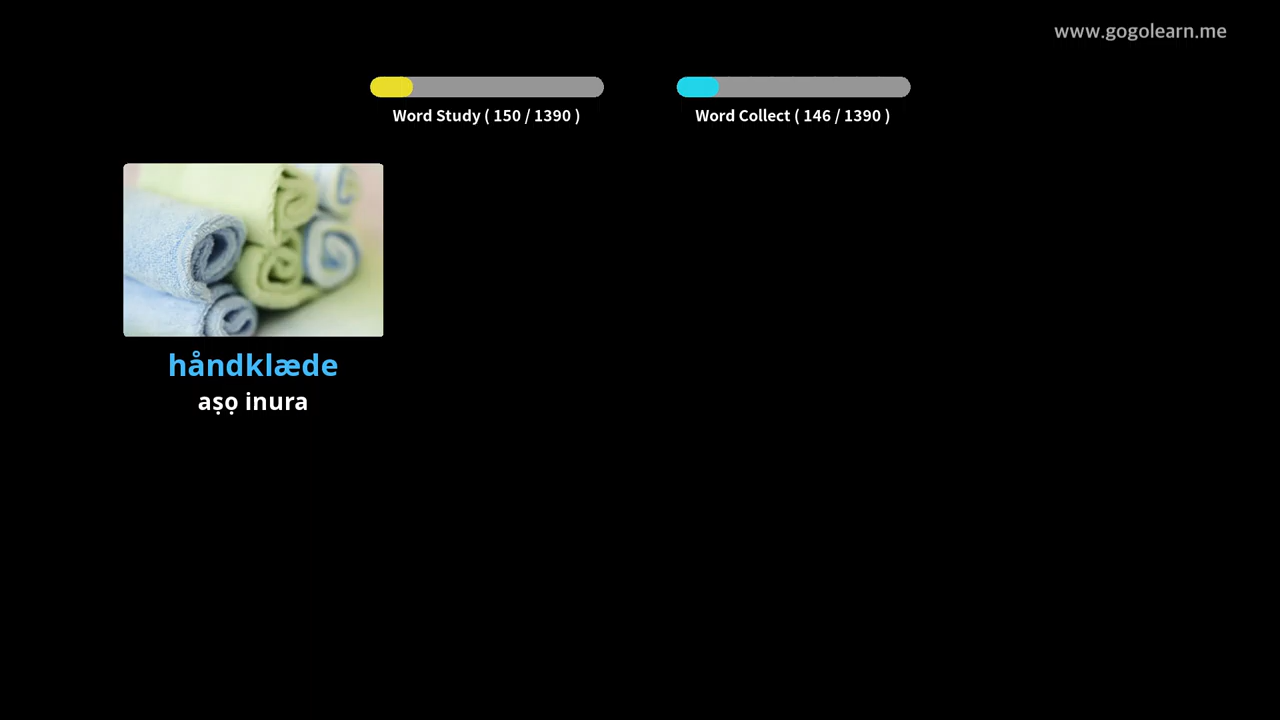 www.gogolearn.me
Word Study ( 150 / 1390 )
Word Collect ( 146 / 1390 )
håndklæde
aṣọ inura